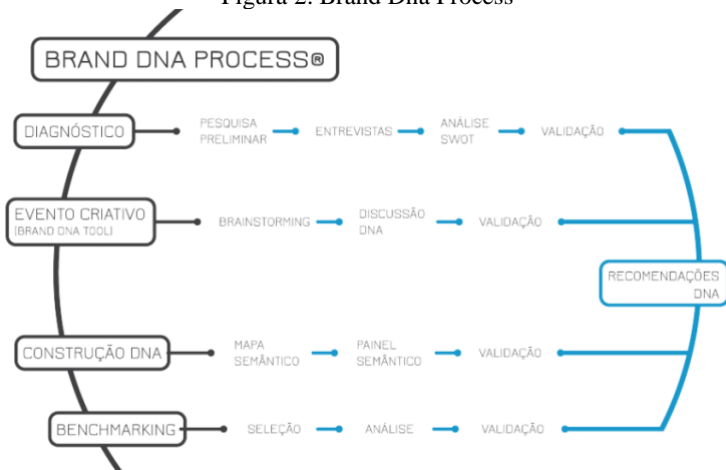 Figura 2: Brand Dna Process
BRAND DNA PROCESS®
DIAGNÓSTICO
PESQUISA
PRELIMINAR
ENTREVISTAS
ANÁLISE
SWOT
VALIDAÇÃO
EVENTO CRIATIVO
(BRAND DNA TOOL)
BRAINSTORMING
DISCUSSÃO
DNA
VALIDAÇÃO
RECOMENDAÇÕES
DNA
CONSTRUÇÃO DNA
MAPA
SEMÂNTICO
PAINEL
SEMÂNTICO
VALIDAÇÃO
BENCHMARKING
SELEÇÃO
ANÁLISE
VALIDAÇÃO